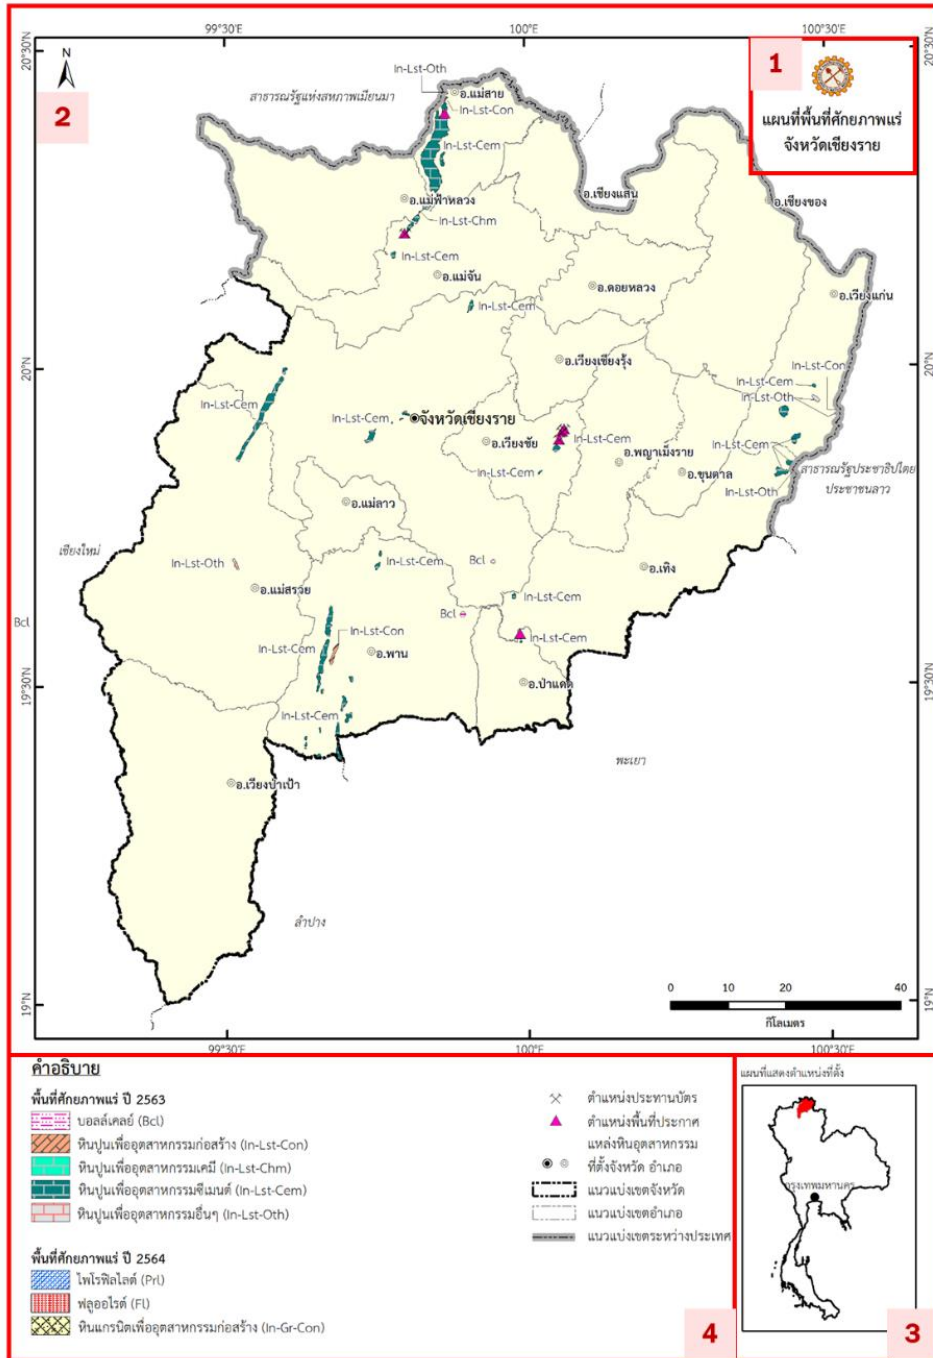 99°30'E
100°E
100°30'E
20°30'N
20°30'N
N
1
2
แผนที่พื้นที่ศักยภาพแร่
จังหวัดเชียงราย
In-Lst-Oth
สาธารณรัฐแห่งสหภาพเมียนมา
อ.แม่สาย
In-Lst-Con
In-Lst-Cem
อ.เชียงแสน
อ.เชียงของ
อ.แม่ฟ้าหลวง
In-Lst-Chm
In-Lst-Cem
อ.แม่จัน
อ.ดอยหลวง
อ.เวียงแก่น
In-Lst-Cem
20°N
20°N
อ.เวียงเชียงรุ้ง
In-Lst-Con
In-Lst-Cem
In-Lst-Oth
In-Lst-Cem
In-Lst-Cem
จังหวัดเชียงราย
อ.เวียงชัย
In-Lst-Cem
In-Lst-Cem
อ.พญาเม็งราย
อ.ขุนตาล
สาธารณรัฐประชาธิปไตย
ประชาชนลาว
In-Lst-Cem
In-Lst-Oth
อ.แม่ลาว
เชียงใหม่
In-Lst-Oth
In-Lst-Cem
Bcl
อ.เทิง
อ.แม่สรวย
In-Lst-Cem
Bcl
Bcl
In-Lst-Con
In-Lst-Cem
In-Lst-Cem
อ.พาน
อ.ป่าแดด
19°30'N
19°30'N
In-Lst-Cem
พะเยา
อ.เวียงป่าเป้า
ลำปาง
0 10 20 40
กิโลเมตร
19°N
19°N
99°30'E
100°E
100°30'E
คำอธิบาย
พื้นที่ศักยภาพแร่ ปี 2563
บอลล์เคลย์ (Bcl)
หินปูนเพื่ออุตสาหกรรมก่อสร้าง (In-Lst-Con)
หินปูนเพื่ออุตสาหกรรมเคมี (In-Lst-Chm)
หินปูนเพื่ออุตสาหกรรมซีเมนต์ (In-Lst-Cem)
หินปูนเพื่ออุตสาหกรรมอื่นๆ (In-Lst-Oth)
พื้นที่ศักยภาพแร่ ปี 2564
ไพโรฟิลไลต์ (Prl)
ฟลูออไรต์ (Fl)
หินแกรนิตเพื่ออุตสาหกรรมก่อสร้าง (In-Gr-Con)
ตำแหน่งประทานบัตร
ตำแหน่งพื้นที่ประกาศ
แหล่งหินอุตสาหกรรม
ที่ตั้งจังหวัด อำเภอ
แนวแบ่งเขตจังหวัด
แนวแบ่งเขตอำเภอ
แนวแบ่งเขตระหว่างประเทศ
4
แผนที่แสดงตำแหน่งที่ตั้ง
กรุงเทพมหานคร
3